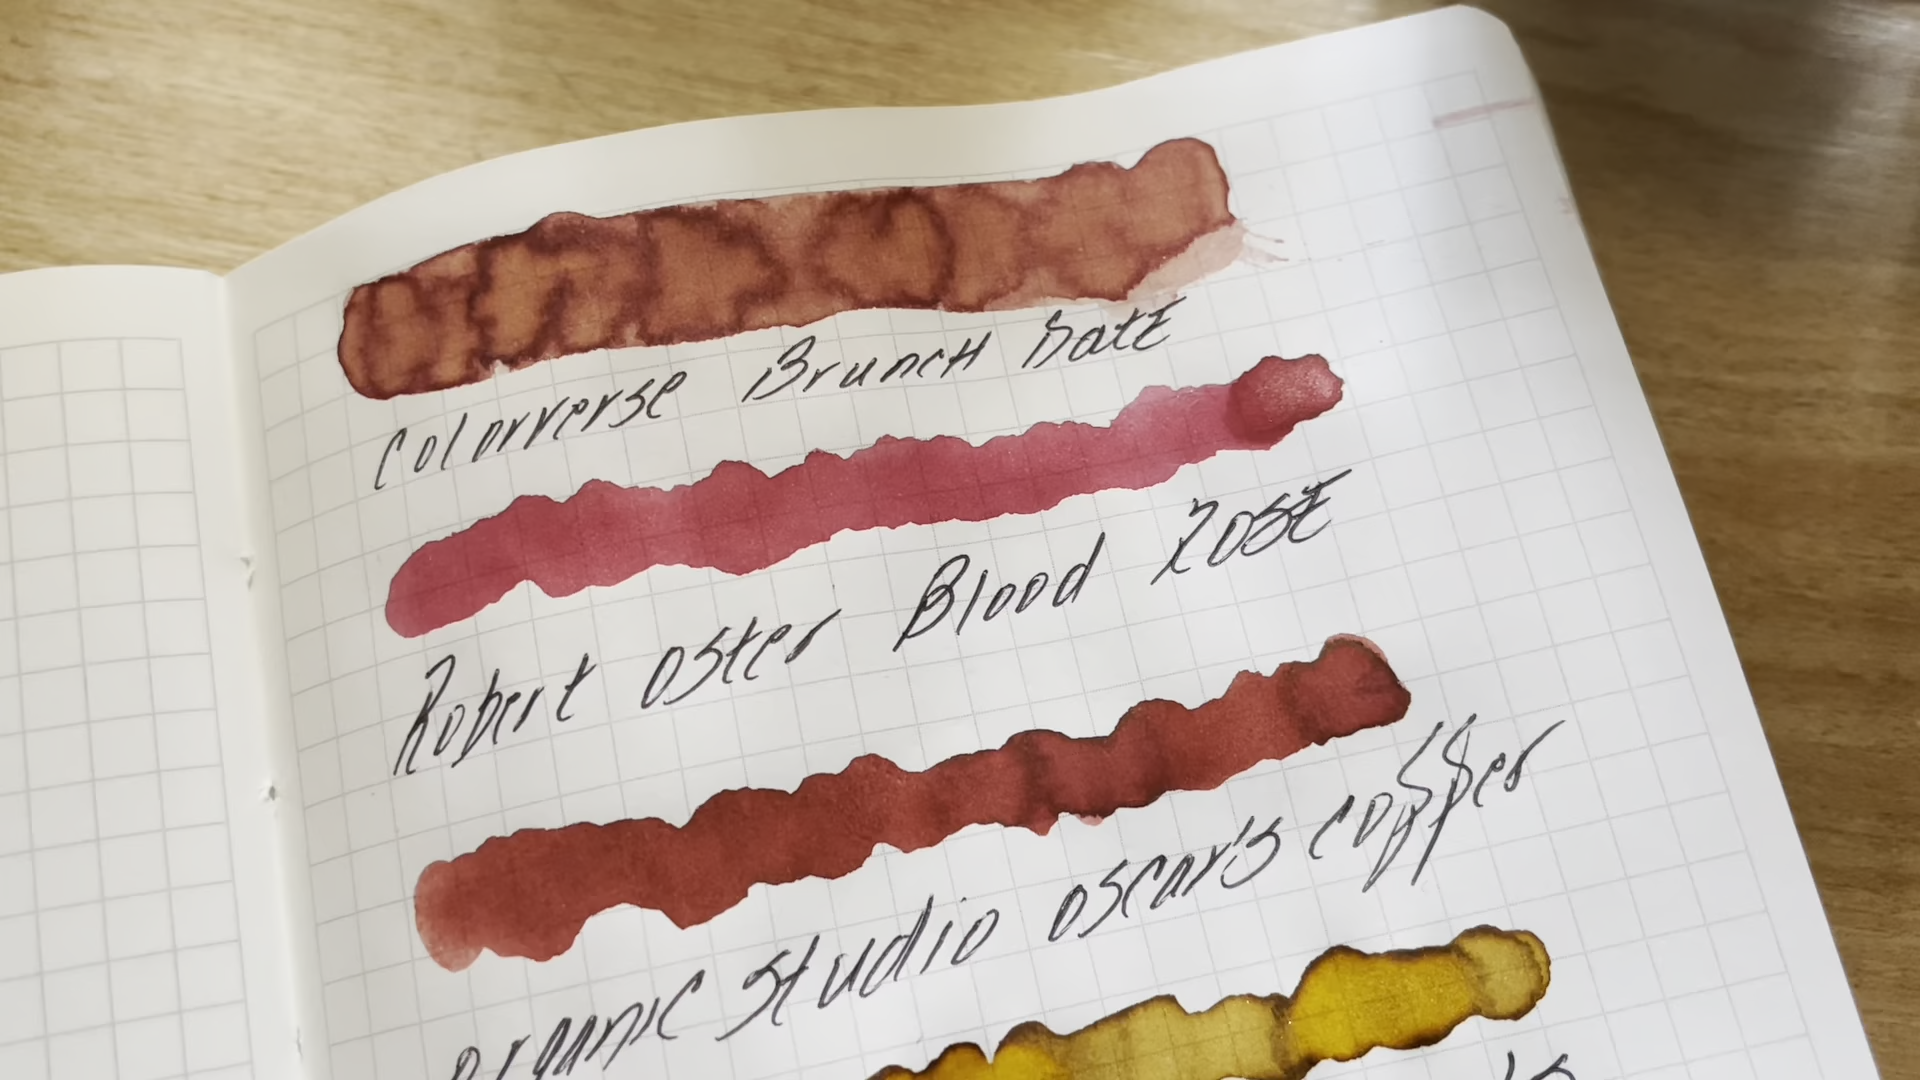 Colorverse Brunch Date
Robert Oster Blood Rose
Organic Studio Oscar's Copper